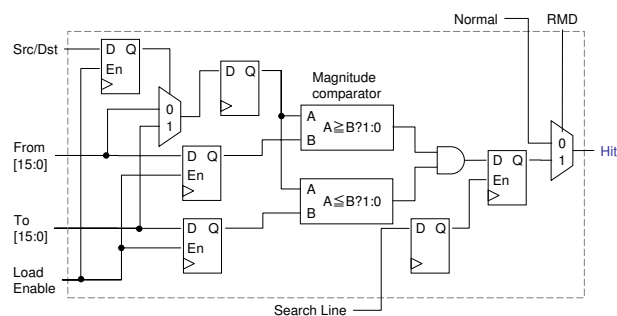 Normal RMD
Src/Dst
D Q
En
0
1
D Q
Magnitude
comparator
A
B
A≧B?1:0
From
[15:0]
D Q
En
0
1
Hit
D Q
En
A
B
A≦B?1:0
To
[15:0]
D Q
En
D Q
Load
Enable
Search Line